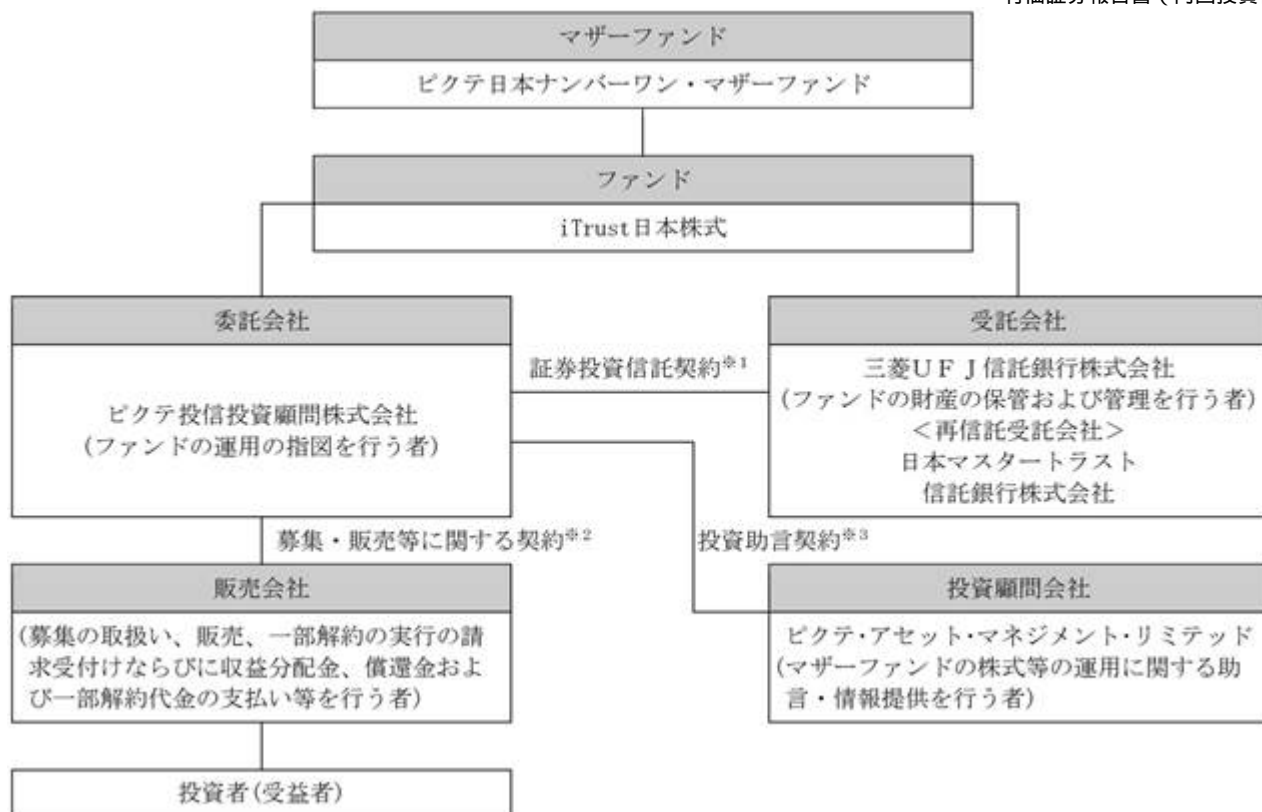 マザーファンド
ピクテ日本ナンバーワン・マザーファンド
ファンド
iTrust日本株式
委託会社
ピクテ投信投資顧問株式会社
(ファンドの運用の指図を行う者)
証券投資信託契約※1
受託会社
三菱UFJ信託銀行株式会社
(ファンドの財産の保管および管理を行う者)
<再信託受託会社>
日本マスタートラスト
信託銀行株式会社
募集・販売等に関する契約※2
投資助言契約※3
販売会社
(募集の取扱い、販売、一部解約の実行の請
求受付けならびに収益分配金、償還金およ
び一部解約代金の支払い等を行う者)
投資顧問会社
ピクテ・アセット・マネジメント・リミテッド
(マザーファンドの株式等の運用に関する助
言・情報提供を行う者)
投資者(受益者)